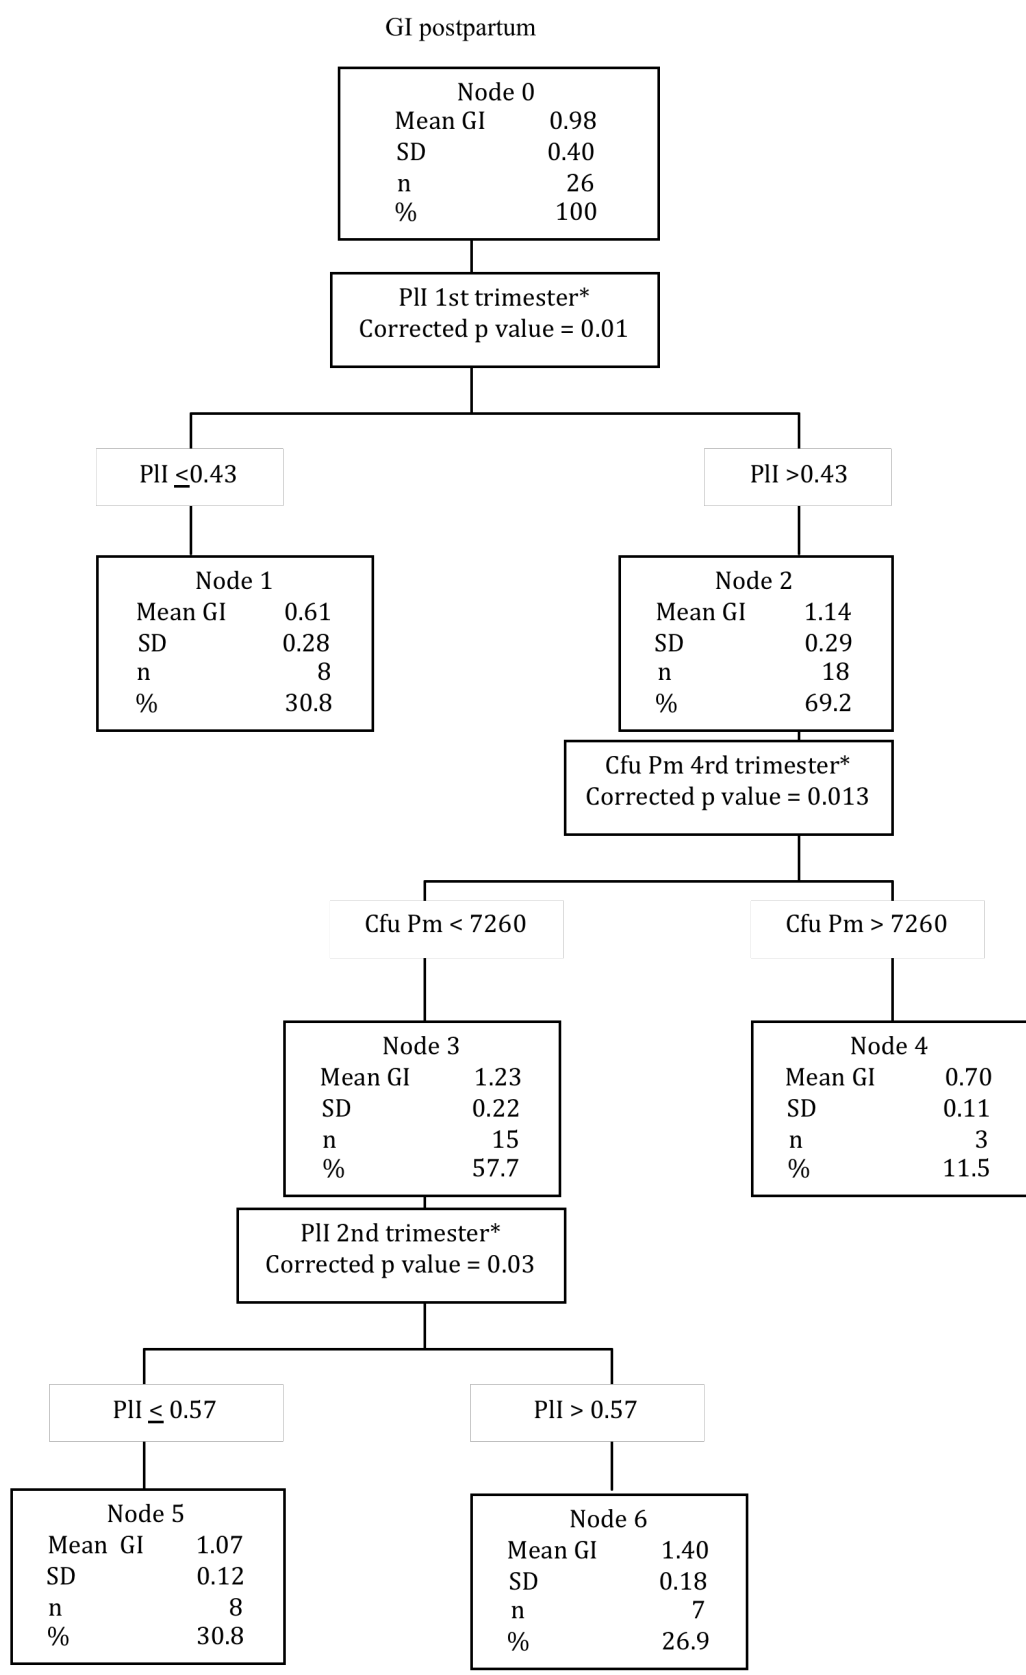 GI postpartum
Node 0
Mean GI 0.98
SD 0.40
n 26
% 100
PlI 1st trimester*
Corrected p value = 0.01
PlI ≤0.43
PlI >0.43
Node 1
Mean GI 0.61
SD 0.28
n 8
% 30.8
Node 2
Mean GI 1.14
SD 0.29
n 18
% 69.2
Cfu Pm 4rd trimester*
Corrected p value = 0.013
Cfu Pm < 7260
Cfu Pm > 7260
Node 3
Mean GI 1.23
SD 0.22
n 15
% 57.7
Node 4
Mean GI 0.70
SD 0.11
n 3
% 11.5
PlI 2nd trimester*
Corrected p value = 0.03
PlI ≤ 0.57
PlI > 0.57
Node 5
Mean GI 1.07
SD 0.12
n 8
% 30.8
Node 6
Mean GI 1.40
SD 0.18
n 7
% 26.9